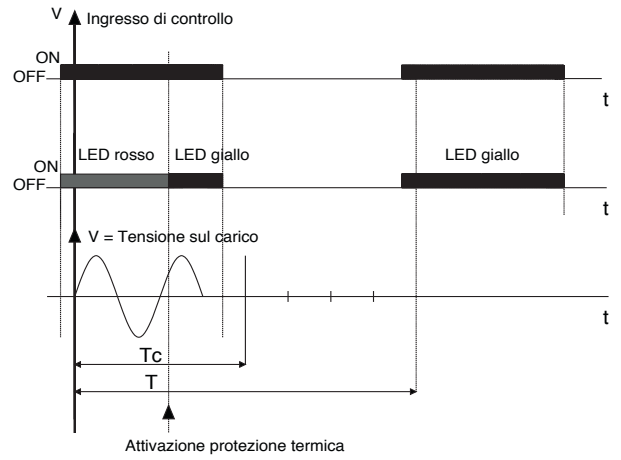 V
Ingresso di controllo
ON
OFF
t
LED rosso
LED giallo
LED giallo
ON
OFF
t
V = Tensione sul carico
t
Tc
T
Attivazione protezione termica